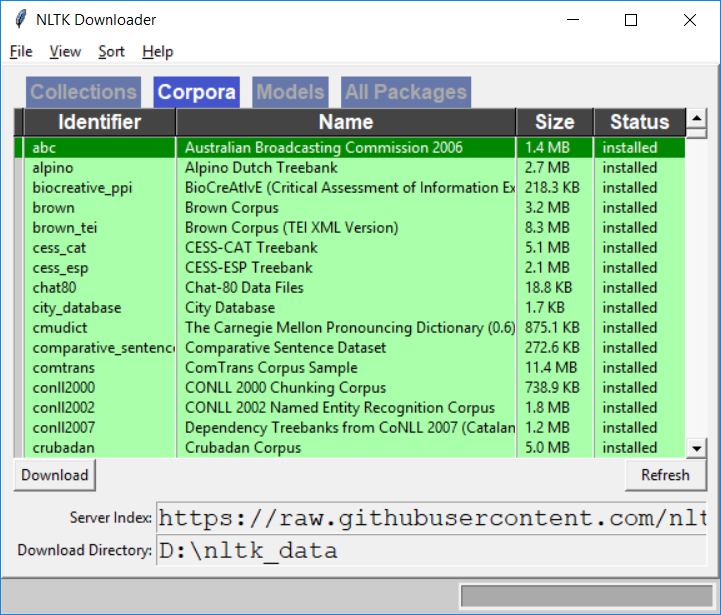 NLTK Downloader
File View Sort Help
Collections Corpora Models All Packages
Identifier Name Size Status
abc Australian Broadcasting Commission 2006 1.4 MB installed
alpino Alpino Dutch Treebank 2.7 MB installed
biocreative_ppi BioCreAtIvE (Critical Assessment of Information Ex 218.3 KB installed
brown Brown Corpus 3.2 MB installed
brown_tei Brown Corpus (TEI XML Version) 8.3 MB installed
cess_cat CESS-CAT Treebank 5.1 MB installed
cess_esp CESS-ESP Treebank 2.1 MB installed
chat80 Chat-80 Data Files 18.8 KB installed
city_database City Database 1.7 KB installed
cmudict The Carnegie Mellon Pronouncing Dictionary (0.6) 875.1 KB installed
comparative_sentence Comparative Sentence Dataset 272.6 KB installed
comtrans ComTrans Corpus Sample 11.4 MB installed
conll2000 CONLL 2000 Chunking Corpus 738.9 KB installed
conll2002 CONLL 2002 Named Entity Recognition Corpus 1.8 MB installed
conll2007 Dependency Treebanks from CoNLL 2007 (Catalan 1.2 MB installed
crubadan Crubadan Corpus 5.0 MB installed
Download Refresh
Server Index: https://raw.githubusercontent.com/nlt
Download Directory: D:\nltk_data